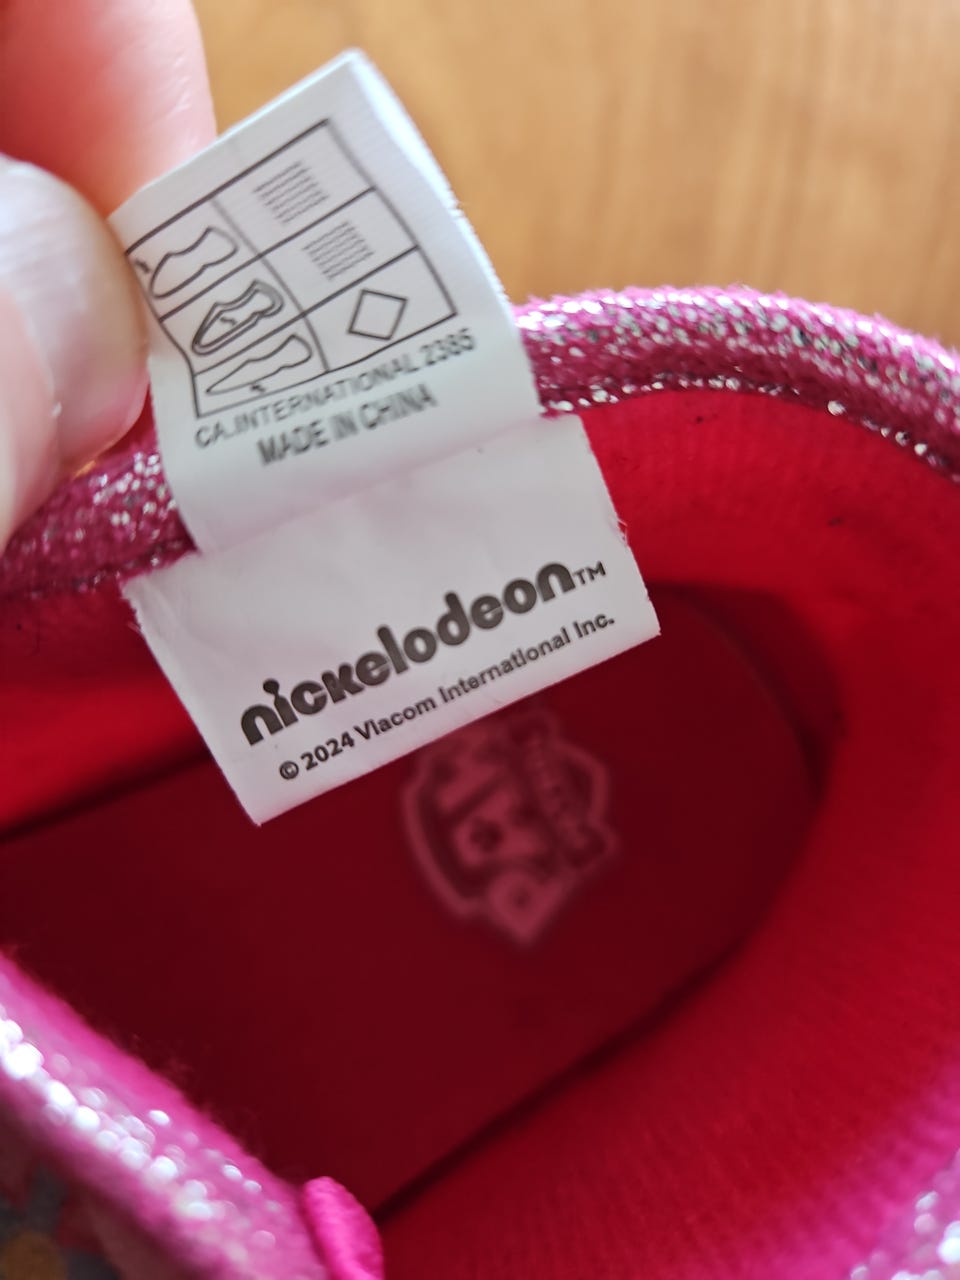 CA.INTERNATIONAL 2385
MADE IN CHINA
nickelodeon™
© 2024 Viacom International Inc.